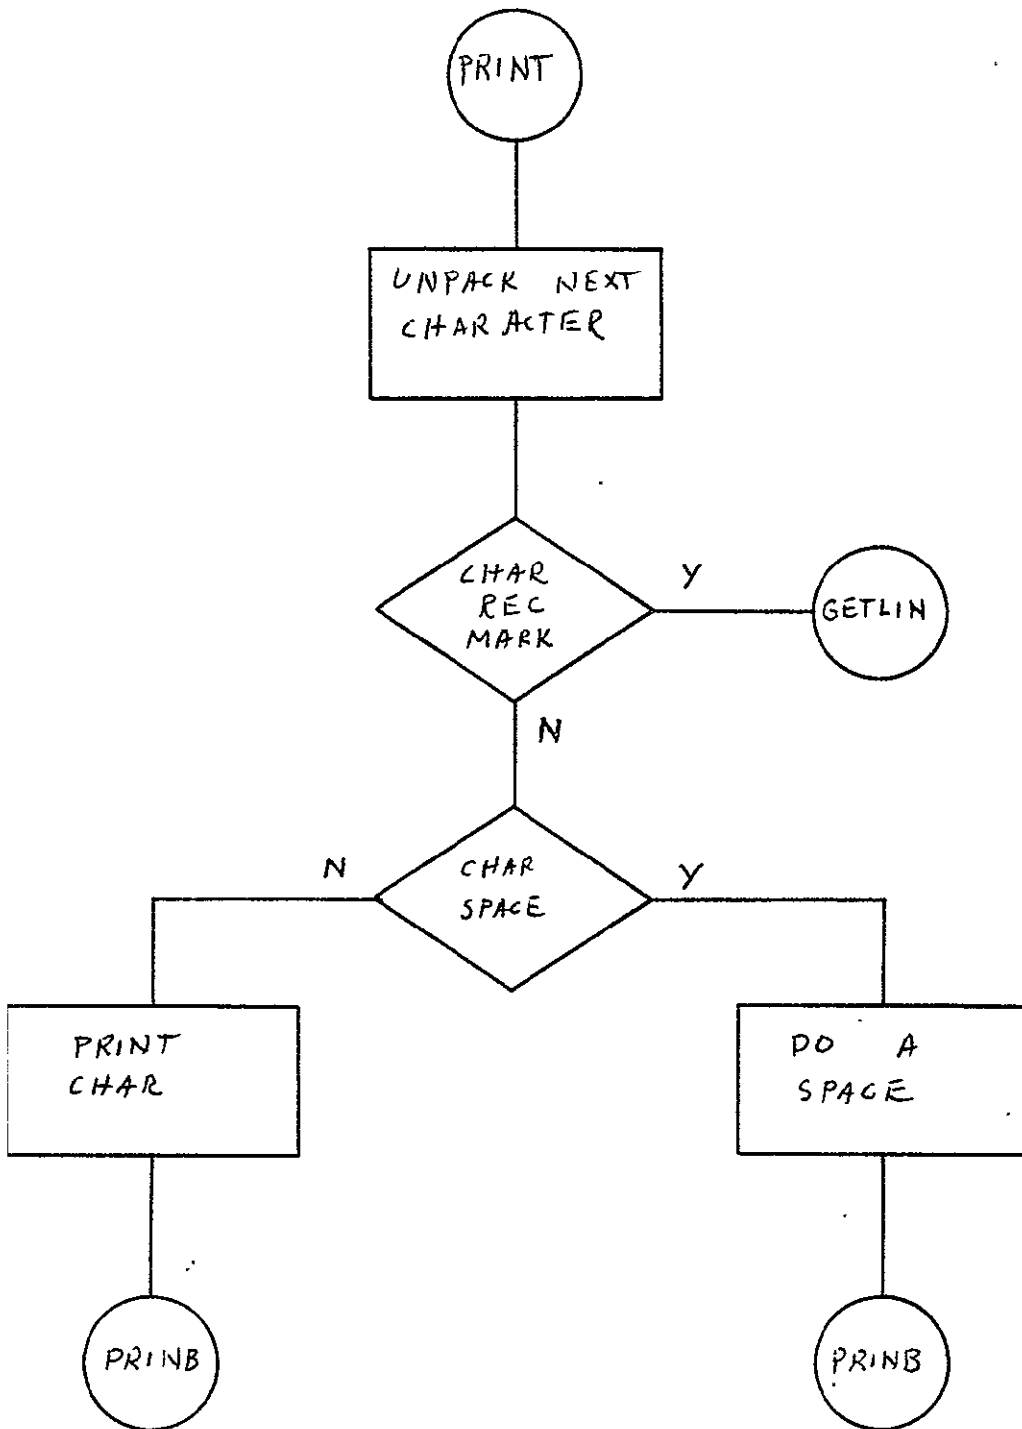 PRINT
UNPACK NEXT
CHARACTER
CHAR
REC
MARK
Y
GETLIN
N
CHAR
SPACE
N
Y
PRINT
CHAR
DO A
SPACE
PRINB
PRINB